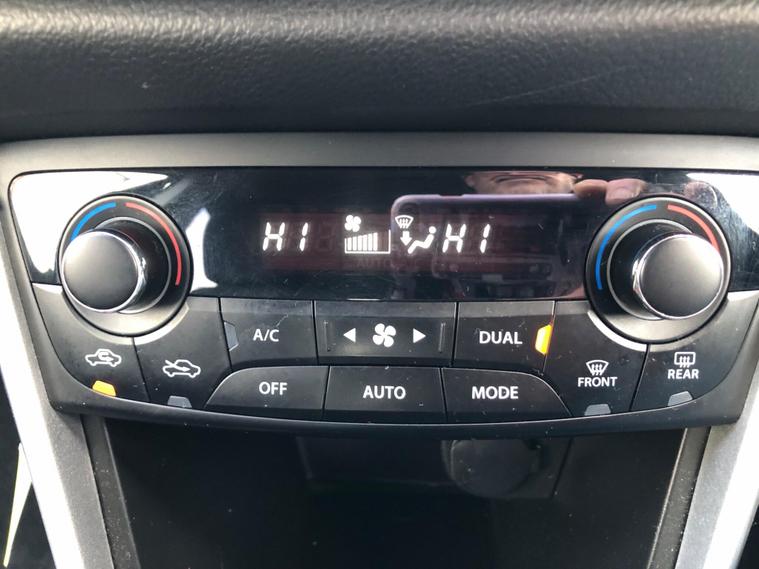 HI HI
A/C DUAL
OFF AUTO MODE FRONT REAR